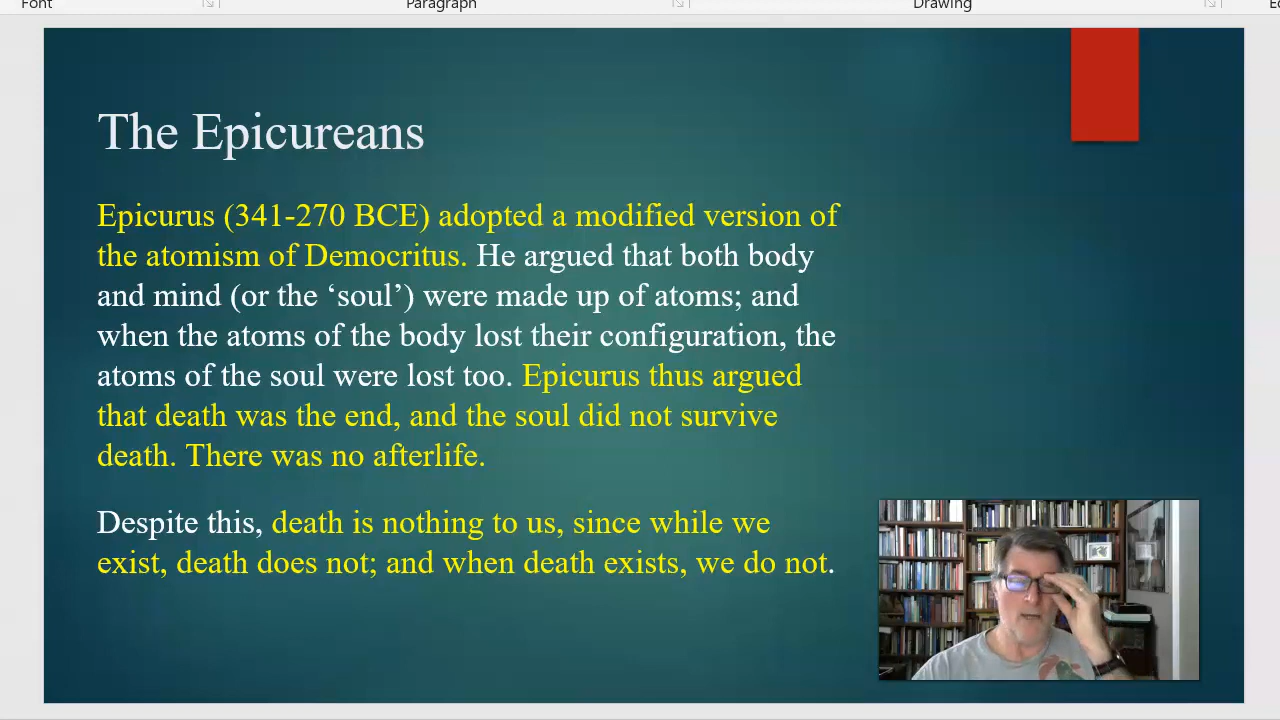 Font
Paragraph
Drawing
The Epicureans
Epicurus (341-270 BCE) adopted a modified version of
the atomism of Democritus. He argued that both body
and mind (or the ‘soul’) were made up of atoms; and
when the atoms of the body lost their configuration, the
atoms of the soul were lost too. Epicurus thus argued
that death was the end, and the soul did not survive
death. There was no afterlife.
Despite this, death is nothing to us, since while we
exist, death does not; and when death exists, we do not.